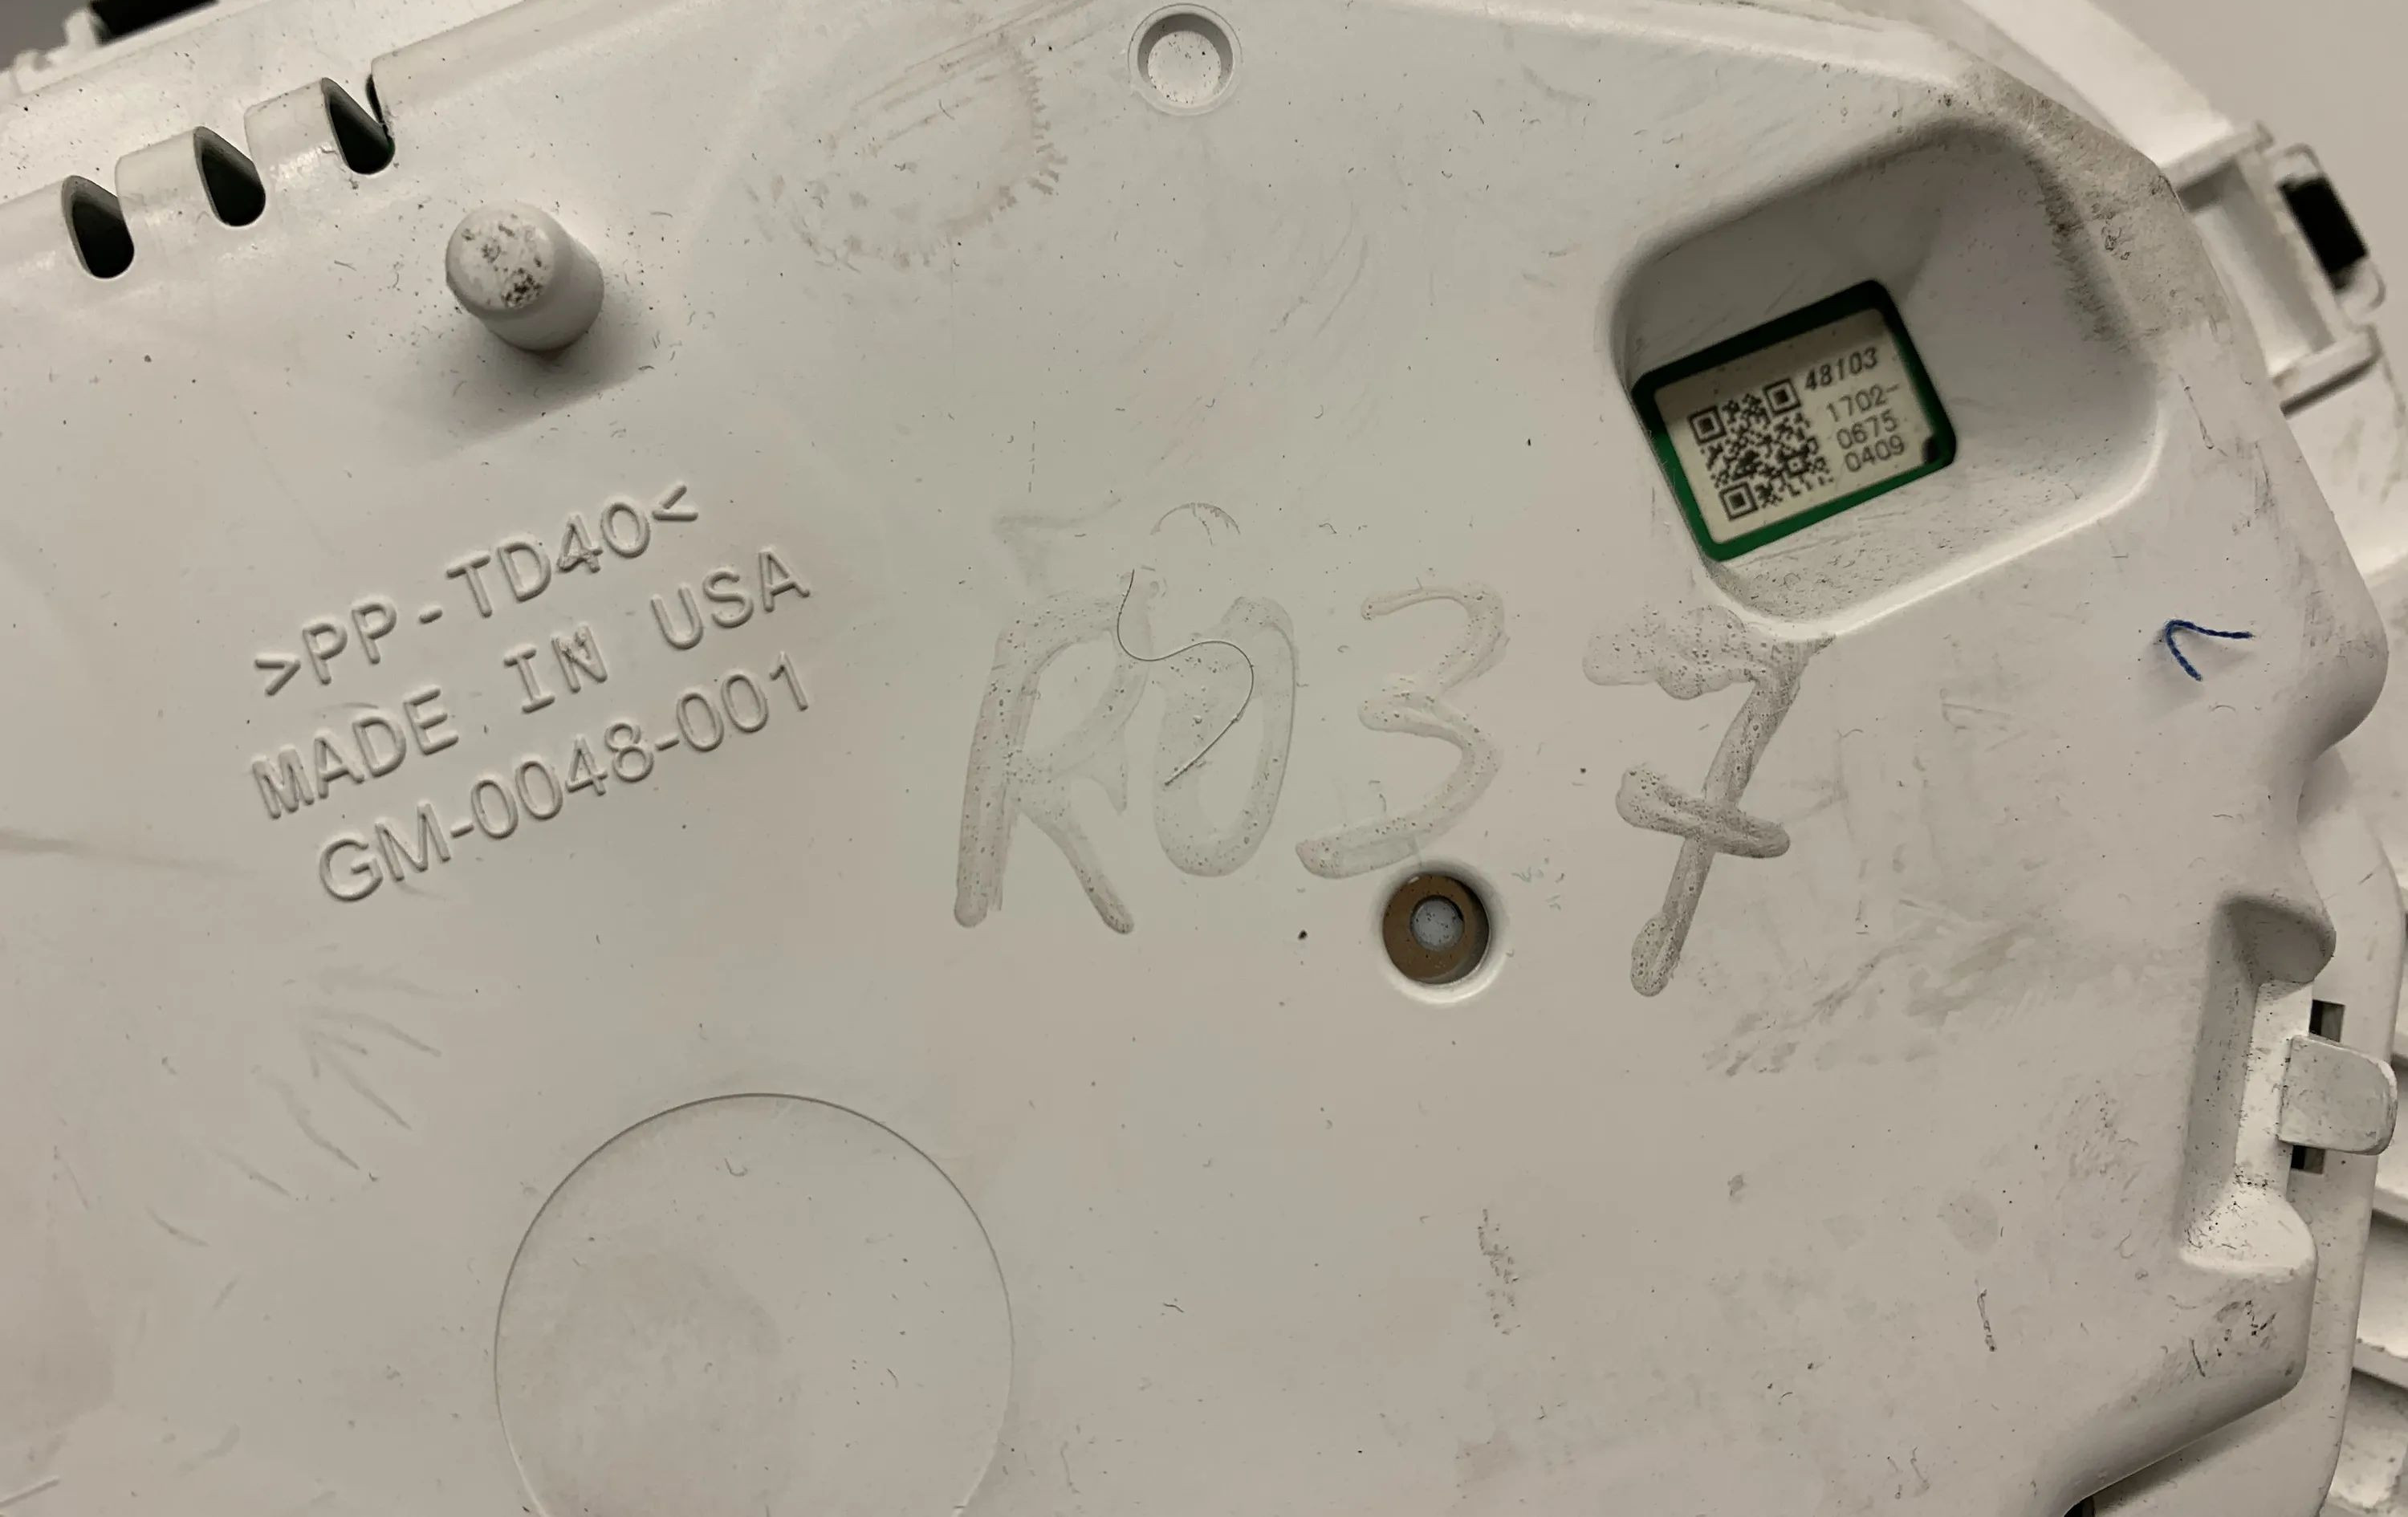 >PP-TD40<
MADE IN USA
GM-0048-001
R037
48103
1702-
0675
0409